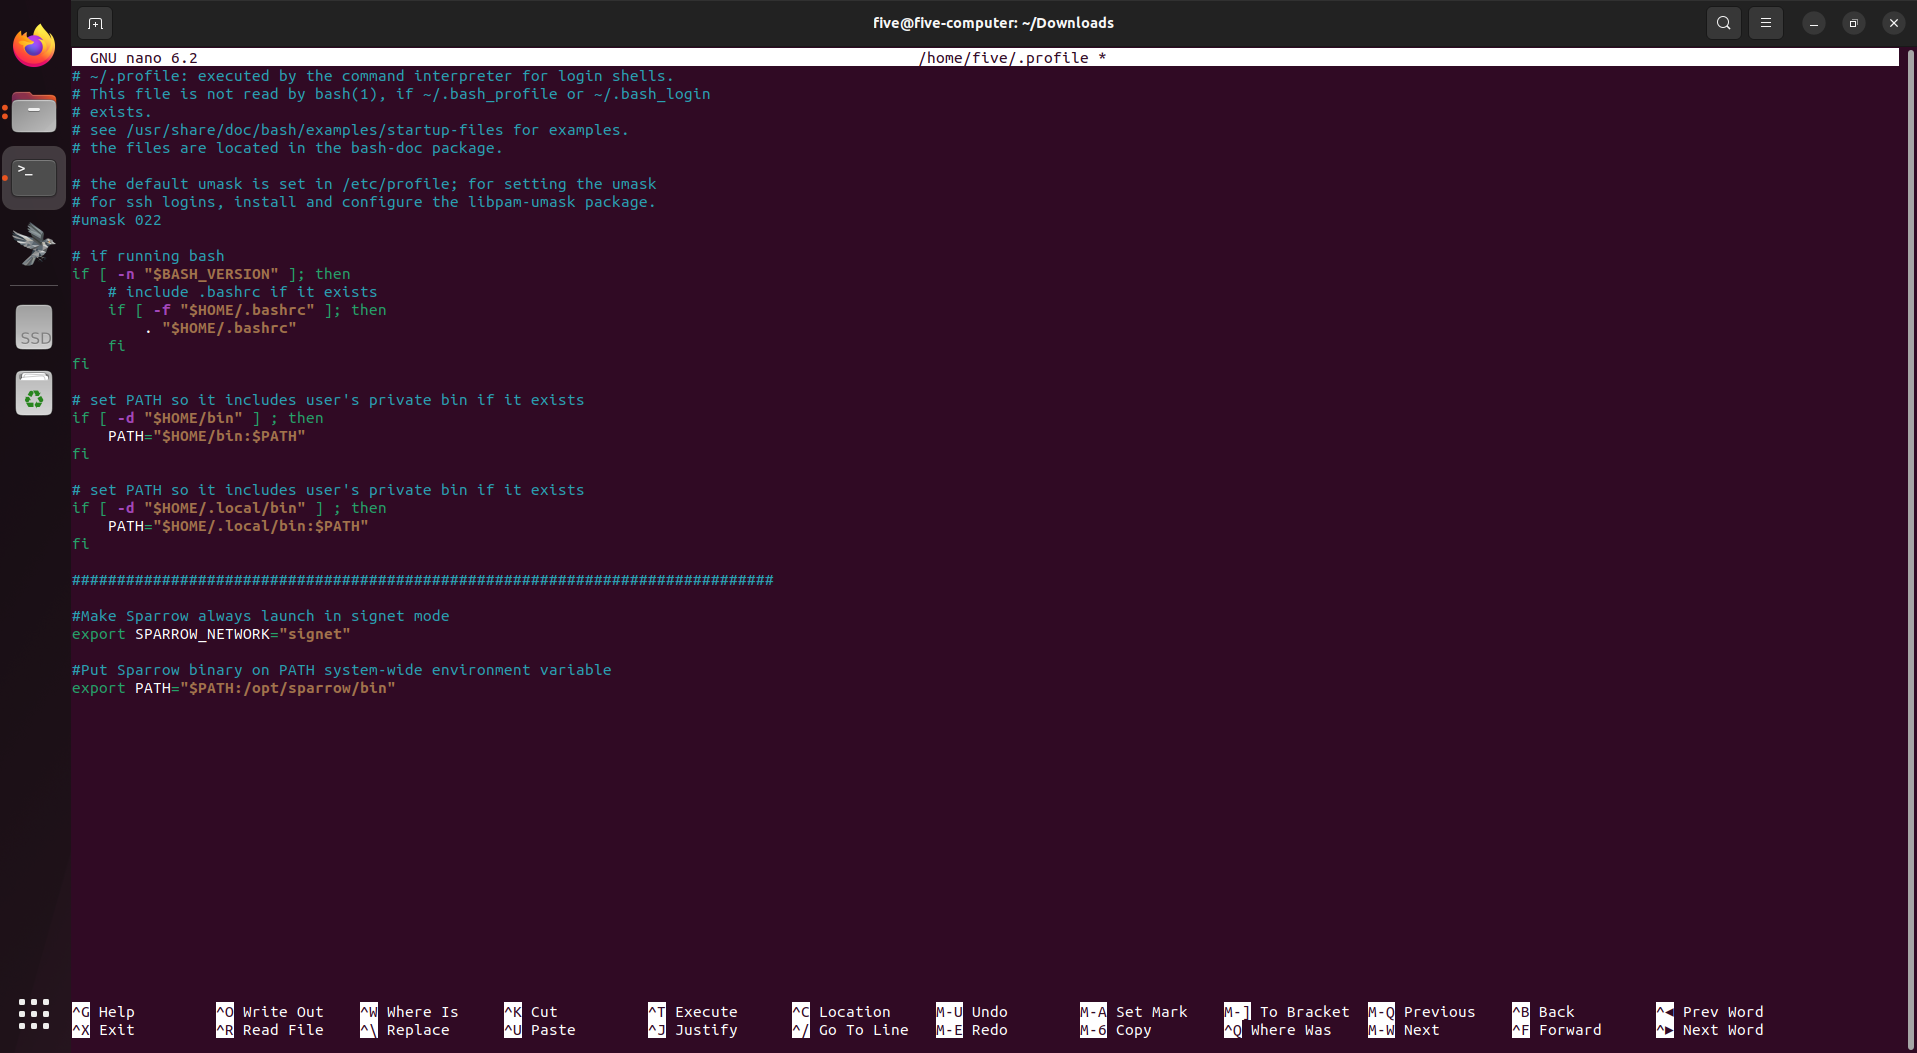 five@five-computer: ~/Downloads
GNU nano 6.2 /home/five/.profile *
# ~/.profile: executed by the command interpreter for login shells.
# This file is not read by bash(1), if ~/.bash_profile or ~/.bash_login
# exists.
# see /usr/share/doc/bash/examples/startup-files for examples.
# the files are located in the bash-doc package.
# the default umask is set in /etc/profile; for setting the umask
# for ssh logins, install and configure the libpam-umask package.
#umask 022
# if running bash
if [ -n "$BASH_VERSION" ]; then
    # include .bashrc if it exists
    if [ -f "$HOME/.bashrc" ]; then
        . "$HOME/.bashrc"
    fi
fi
# set PATH so it includes user's private bin if it exists
if [ -d "$HOME/bin" ] ; then
    PATH="$HOME/bin:$PATH"
fi
# set PATH so it includes user's private bin if it exists
if [ -d "$HOME/.local/bin" ] ; then
    PATH="$HOME/.local/bin:$PATH"
fi
##############################################################################
#Make Sparrow always launch in signet mode
export SPARROW_NETWORK="signet"
#Put Sparrow binary on PATH system-wide environment variable
export PATH="$PATH:/opt/sparrow/bin"
^G Help ^O Write Out ^W Where Is ^K Cut ^T Execute ^C Location M-U Undo M-A Set Mark M-] To Bracket M-Q Previous ^B Back ^◀ Prev Word
^X Exit ^R Read File ^\ Replace ^U Paste ^J Justify ^/ Go To Line M-E Redo M-6 Copy ^Q Where Was M-W Next ^F Forward ^▶ Next Word
>_
SSD